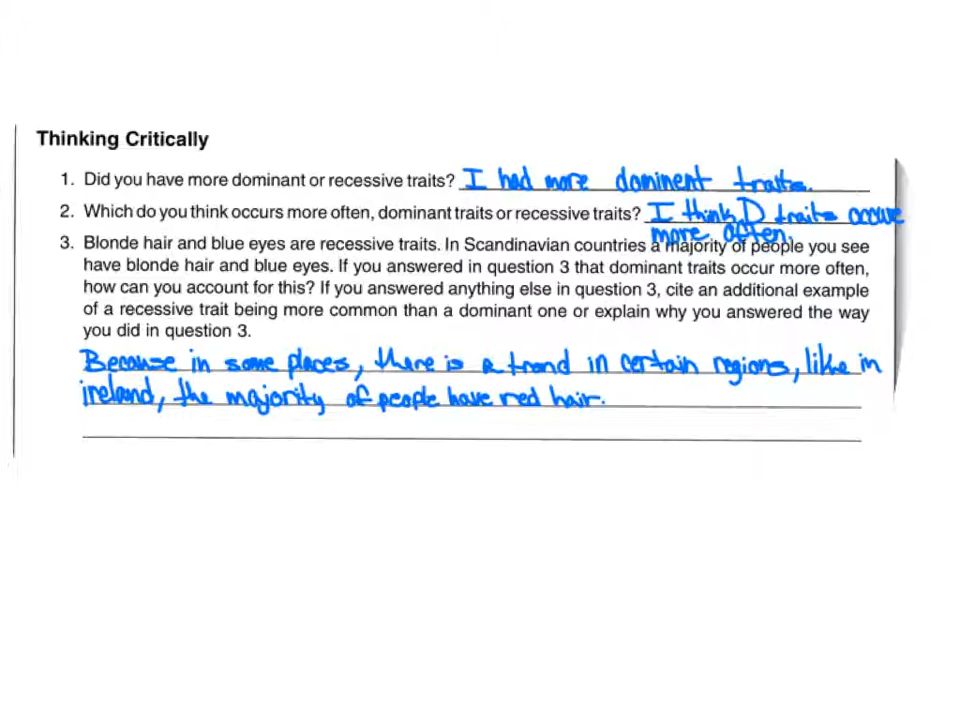 Thinking Critically
1. Did you have more dominant or recessive traits? I had more dominent traits.
2. Which do you think occurs more often, dominant traits or recessive traits? I think D traits occure
more often.
3. Blonde hair and blue eyes are recessive traits. In Scandinavian countries a majority of people you see
have blonde hair and blue eyes. If you answered in question 3 that dominant traits occur more often,
how can you account for this? If you answered anything else in question 3, cite an additional example
of a recessive trait being more common than a dominant one or explain why you answered the way
you did in question 3.
Because in some places, there is a trend in certain regions, like in
ireland, the majority of people have red hair.